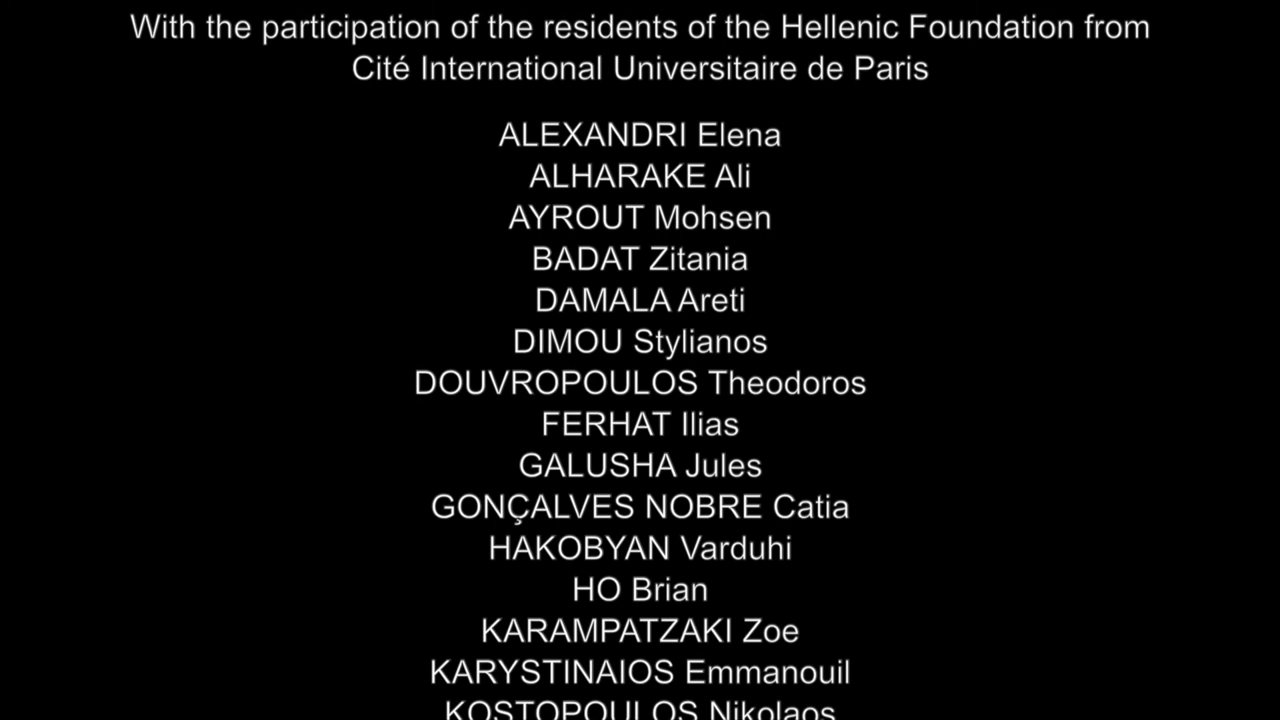 With the participation of the residents of the Hellenic Foundation from
Cité International Universitaire de Paris
ALEXANDRI Elena
ALHARAKE Ali
AYROUT Mohsen
BADAT Zitania
DAMALA Areti
DIMOU Stylianos
DOUVROPOULOS Theodoros
FERHAT Ilias
GALUSHA Jules
GONÇALVES NOBRE Catia
HAKOBYAN Varduhi
HO Brian
KARAMPATZAKI Zoe
KARYSTINAIOS Emmanouil
KOSTOPOULOS Nikolaos